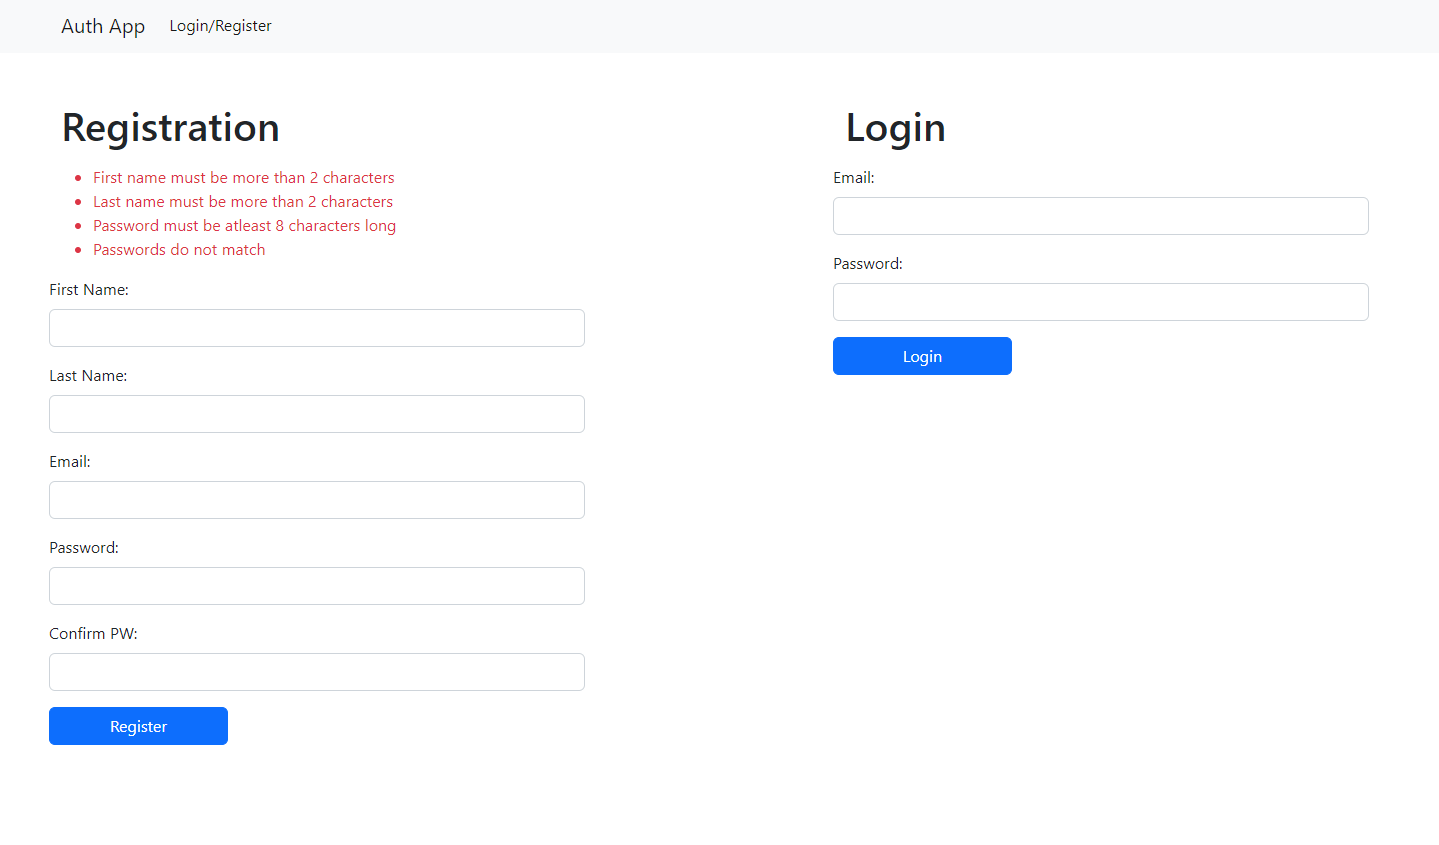 Auth App Login/Register
Registration
First name must be more than 2 characters
Last name must be more than 2 characters
Password must be atleast 8 characters long
Passwords do not match
First Name:
Last Name:
Email:
Password:
Confirm PW:
Register
Login
Email:
Password:
Login